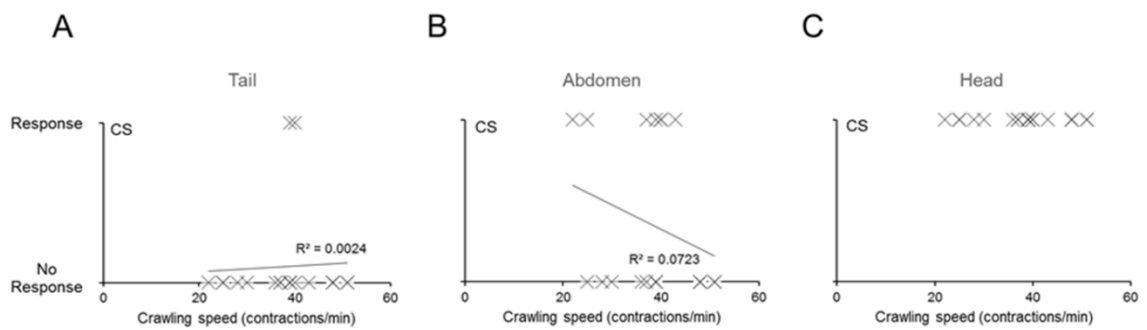 A
B
C
Tail
Abdomen
Head
Response
CS
CS
CS
R² = 0.0024
R² = 0.0723
No
Response
0
20
40
60
0
20
40
60
0
20
40
60
Crawling speed (contractions/min)
Crawling speed (contractions/min)
Crawling speed (contractions/min)